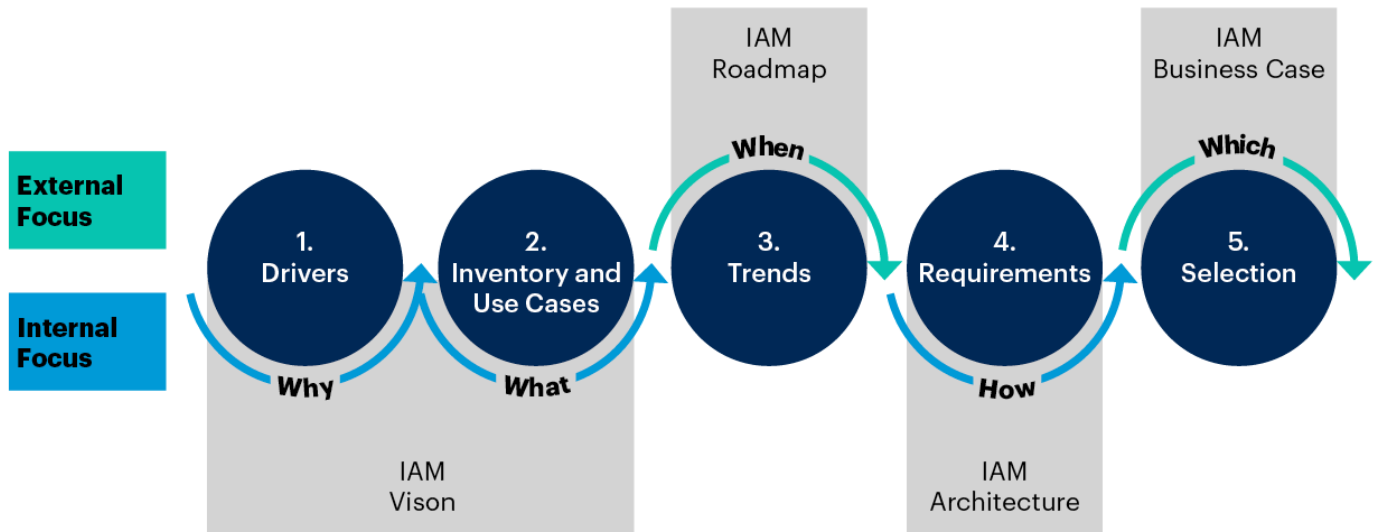 IAM
Roadmap
IAM
Business Case
When
Which
External
Focus
Internal
Focus
1.
Drivers
2.
Inventory and
Use Cases
3.
Trends
4.
Requirements
5.
Selection
Why
What
How
IAM
Vison
IAM
Architecture